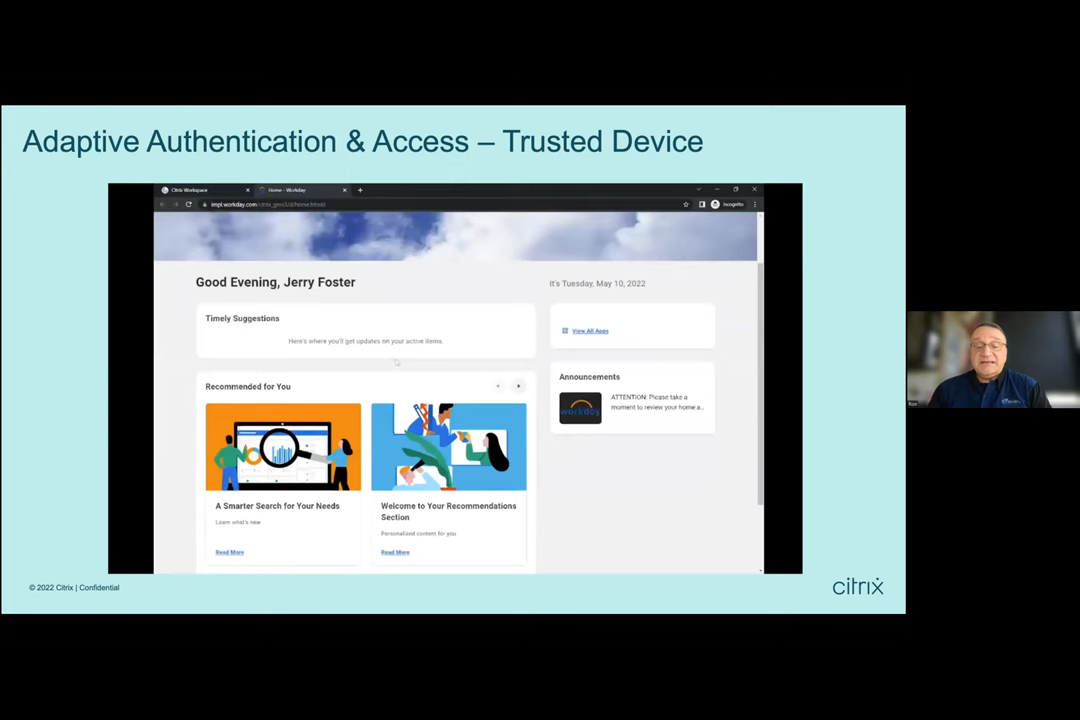 Adaptive Authentication & Access – Trusted Device
Citrix Workspace
Home - Workday
impl.workday.com
Incognito
Good Evening, Jerry Foster
It's Tuesday, May 10, 2022
Timely Suggestions
Here's where you'll get updates on your active items.
View All Apps
Recommended for You
Announcements
workday
ATTENTION: Please take a
moment to review your home a...
A Smarter Search for Your Needs
Learn what's new
Read More
Welcome to Your Recommendations
Section
Personalized content for you
Read More
© 2022 Citrix | Confidential
citrix
Ron